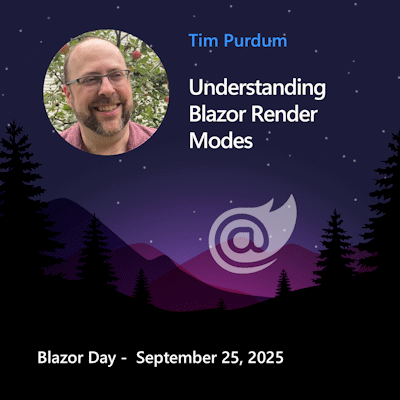 Tim Purdum
Understanding
Blazor Render
Modes
Blazor Day - September 25, 2025